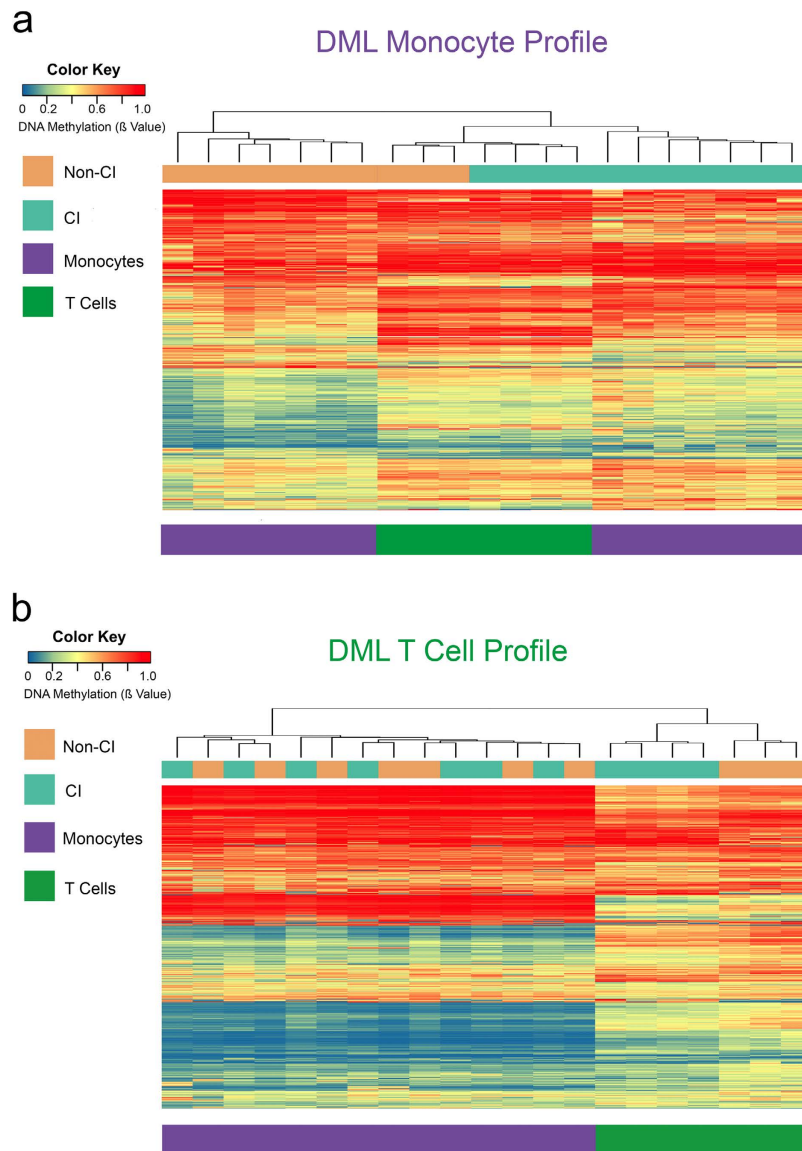 a
DML Monocyte Profile
Color Key
0 0.2 0.6 1.0
DNA Methylation (ß Value)
Non-CI
CI
Monocytes
T Cells
b
DML T Cell Profile
Color Key
0 0.2 0.6 1.0
DNA Methylation (ß Value)
Non-CI
CI
Monocytes
T Cells